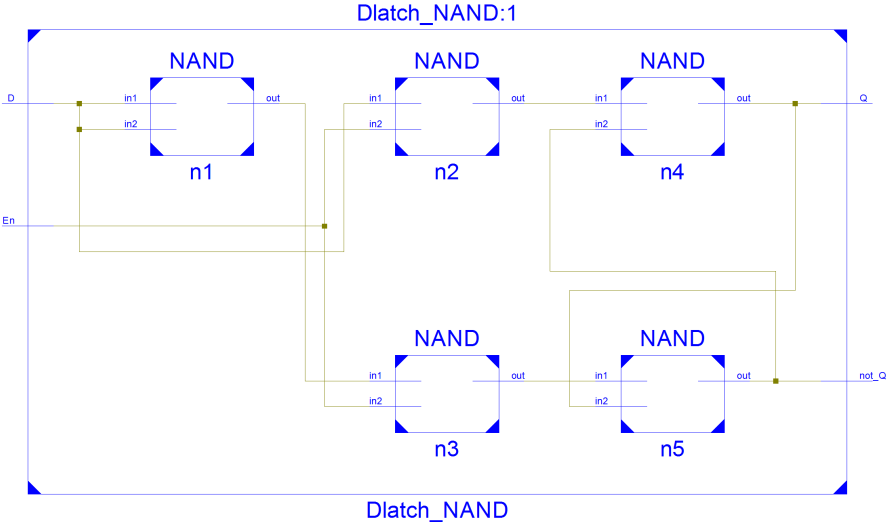 Dlatch_NAND:1
NAND NAND NAND
D in1 out in1 out in1 out Q
in2 in2 in2
n1 n2 n4
En
NAND NAND
in1 out in1 out not_Q
in2 in2
n3 n5
Dlatch_NAND